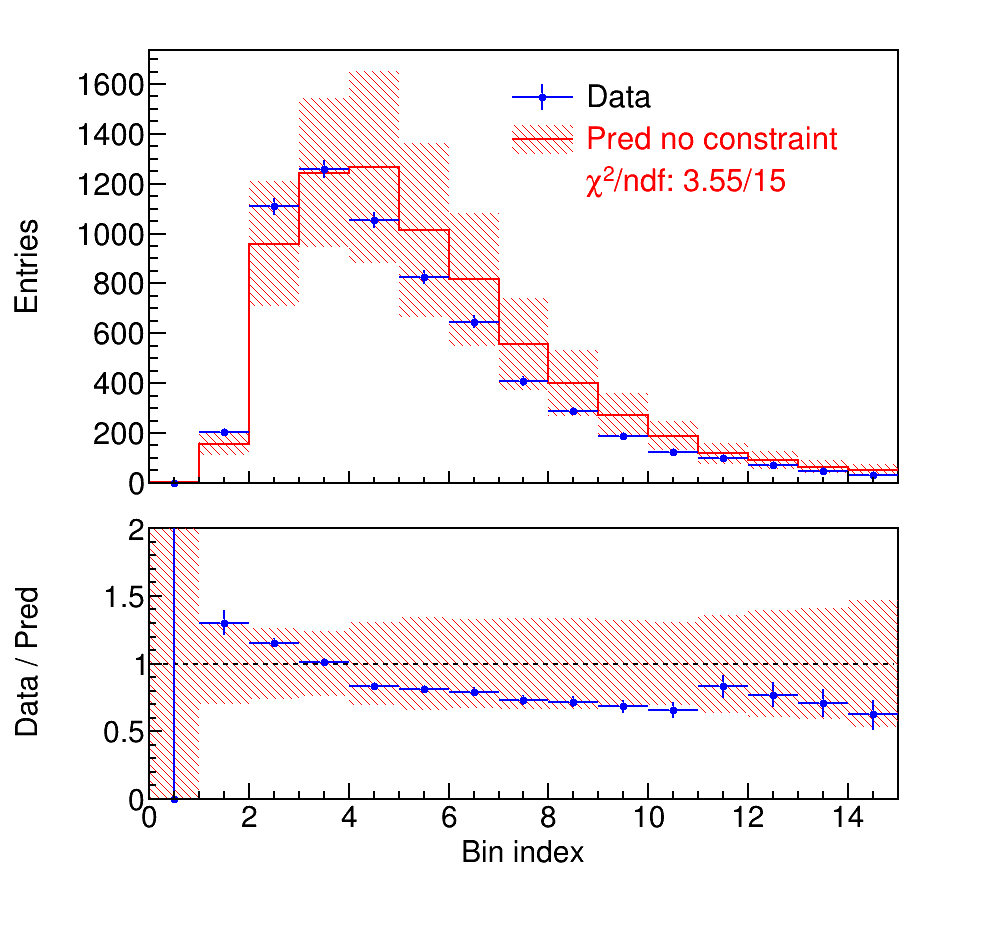 Entries
1600
1400
1200
1000
800
600
400
200
0
Data
Pred no constraint
χ²/ndf: 3.55/15
Data / Pred
2
1.5
1
0.5
0
0 2 4 6 8 10 12 14
Bin index